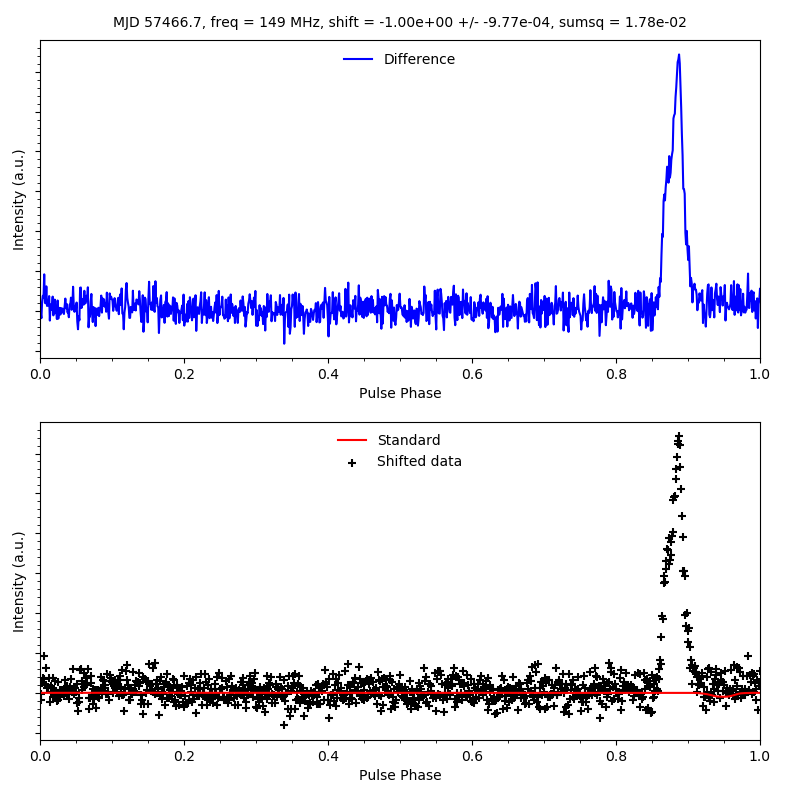 MJD 57466.7, freq = 149 MHz, shift = -1.00e+00 +/- -9.77e-04, sumsq = 1.78e-02
Difference
Intensity (a.u.)
0.0 0.2 0.4 0.6 0.8 1.0
Pulse Phase
Standard
Shifted data
Intensity (a.u.)
0.0 0.2 0.4 0.6 0.8 1.0
Pulse Phase